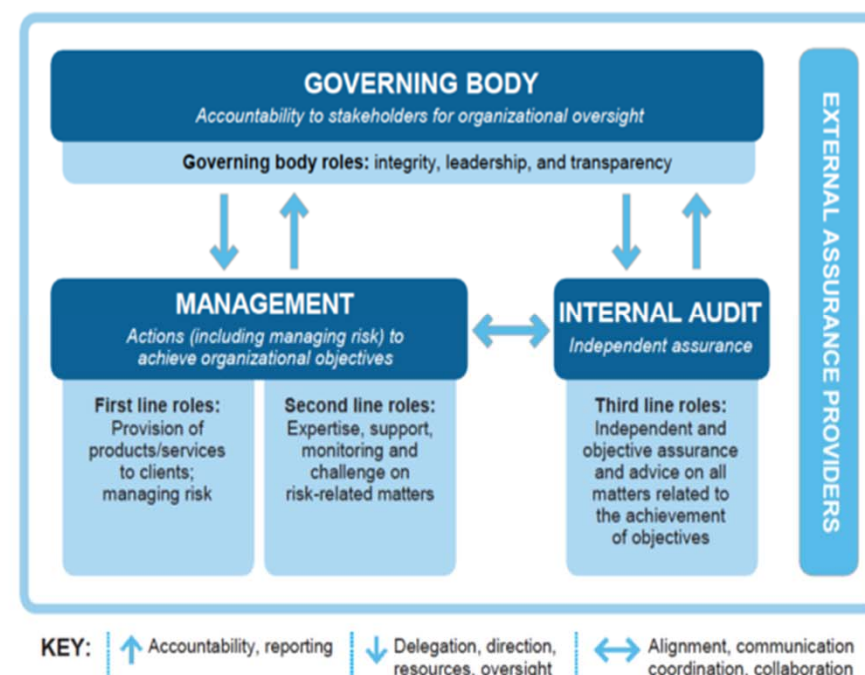 GOVERNING BODY
Accountability to stakeholders for organizational oversight
Governing body roles: integrity, leadership, and transparency
MANAGEMENT
Actions (including managing risk) to
achieve organizational objectives
First line roles:
Provision of
products/services
to clients;
managing risk
Second line roles:
Expertise, support,
monitoring and
challenge on
risk-related matters
INTERNAL AUDIT
Independent assurance
Third line roles:
Independent and
objective assurance
and advice on all
matters related to
the achievement
of objectives
EXTERNAL ASSURANCE PROVIDERS
KEY:
Accountability, reporting
Delegation, direction,
resources, oversight
Alignment, communication
coordination, collaboration